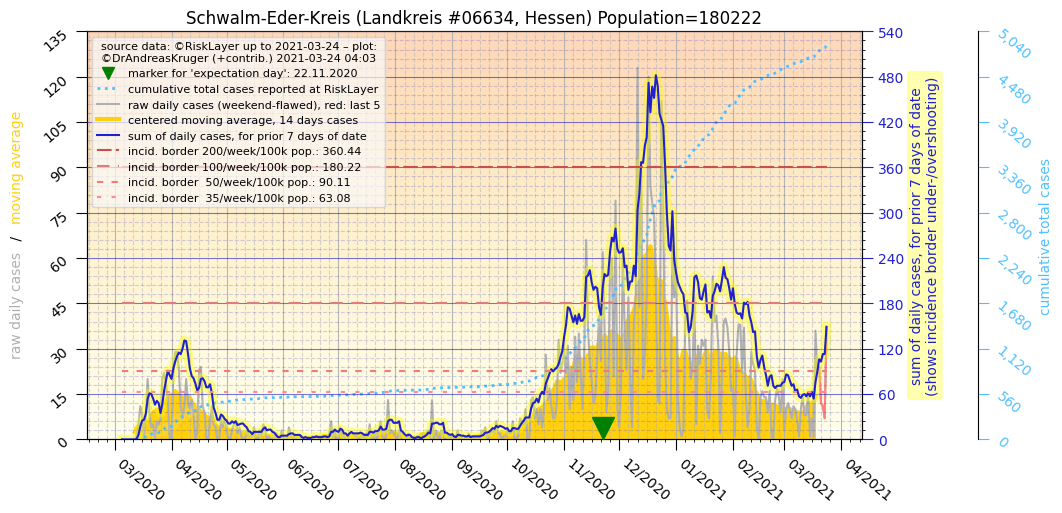 Schwalm-Eder-Kreis (Landkreis #06634, Hessen) Population=180222
source data: ©RiskLayer up to 2021-03-24 – plot:
©DrAndreasKruger (+contrib.) 2021-03-24 04:03
marker for 'expectation day': 22.11.2020
cumulative total cases reported at RiskLayer
raw daily cases (weekend-flawed), red: last 5
centered moving average, 14 days cases
sum of daily cases, for prior 7 days of date
incid. border 200/week/100k pop.: 360.44
incid. border 100/week/100k pop.: 180.22
incid. border  50/week/100k pop.: 90.11
incid. border  35/week/100k pop.: 63.08
raw daily cases  /  moving average
135
120
105
90
75
60
45
30
15
0
03/2020
04/2020
05/2020
06/2020
07/2020
08/2020
09/2020
10/2020
11/2020
12/2020
01/2021
02/2021
03/2021
04/2021
540
480
420
360
300
240
180
120
60
0
sum of daily cases, for prior 7 days of date
(shows incidence border under-/overshooting)
5,040
4,480
3,920
3,360
2,800
2,240
1,680
1,120
560
0
cumulative total cases